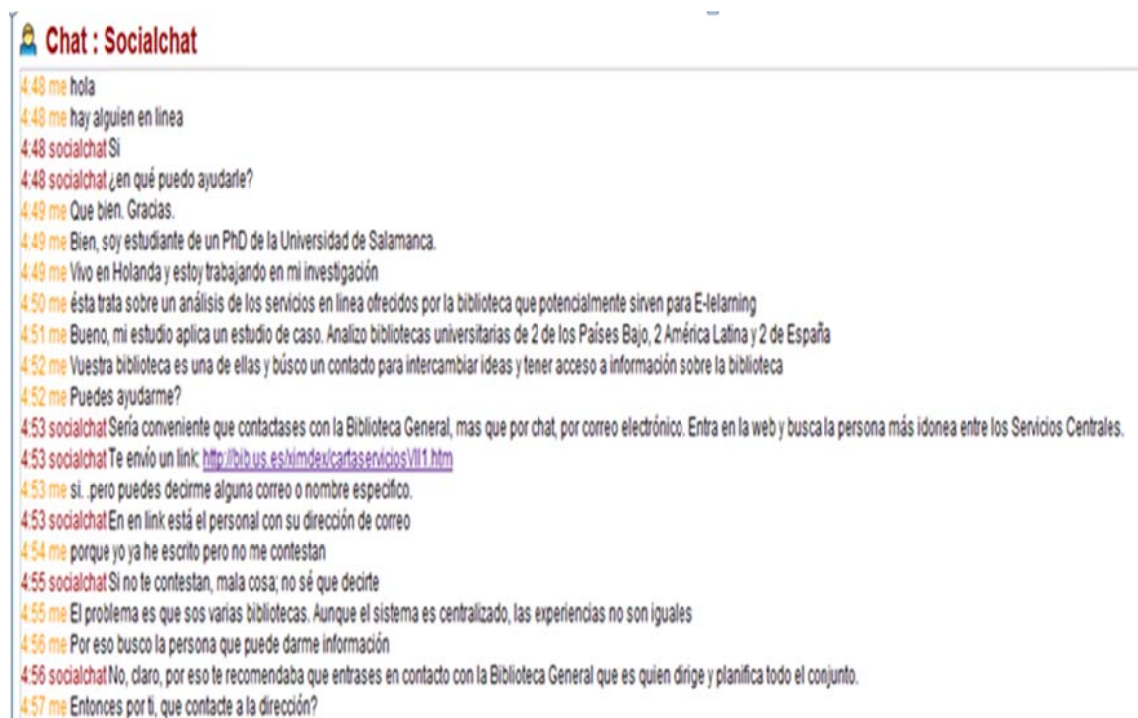 Chat : Socialchat
4:48 me hola
4:48 me hay alguien en linea
4:48 socialchat Si
4:48 socialchat ¿en qué puedo ayudarle?
4:49 me Que bien. Gracias.
4:49 me Bien, soy estudiante de un PhD de la Universidad de Salamanca.
4:49 me Vivo en Holanda y estoy trabajando en mi investigación
4:50 me ésta trata sobre un análisis de los servicios en linea ofrecidos por la biblioteca que potencialmente sirven para E-lelarning
4:51 me Bueno, mi estudio aplica un estudio de caso. Analizo bibliotecas universitarias de 2 de los Países Bajo, 2 América Latina y 2 de España
4:52 me Vuestra biblioteca es una de ellas y búsco un contacto para intercambiar ideas y tener acceso a información sobre la biblioteca
4:52 me Puedes ayudarme?
4:53 socialchat Sería conveniente que contactases con la Biblioteca General, mas que por chat, por correo electrónico. Entra en la web y busca la persona más idonea entre los Servicios Centrales.
4:53 socialchat Te envío un link: http://bib.us.es/ximdex/cartaserviciosVII1.htm
4:53 me si. .pero puedes decirme alguna correo o nombre especifico.
4:53 socialchat En en link está el personal con su dirección de correo
4:54 me porque yo ya he escrito pero no me contestan
4:55 socialchat Si no te contestan, mala cosa; no sé que decirte
4:55 me El problema es que sos varias bibliotecas. Aunque el sistema es centralizado, las experiencias no son iguales
4:56 me Por eso busco la persona que puede darme información
4:56 socialchat No, claro, por eso te recomendaba que entrases en contacto con la Biblioteca General que es quien dirige y planifica todo el conjunto.
4:57 me Entonces por ti, que contacte a la dirección?